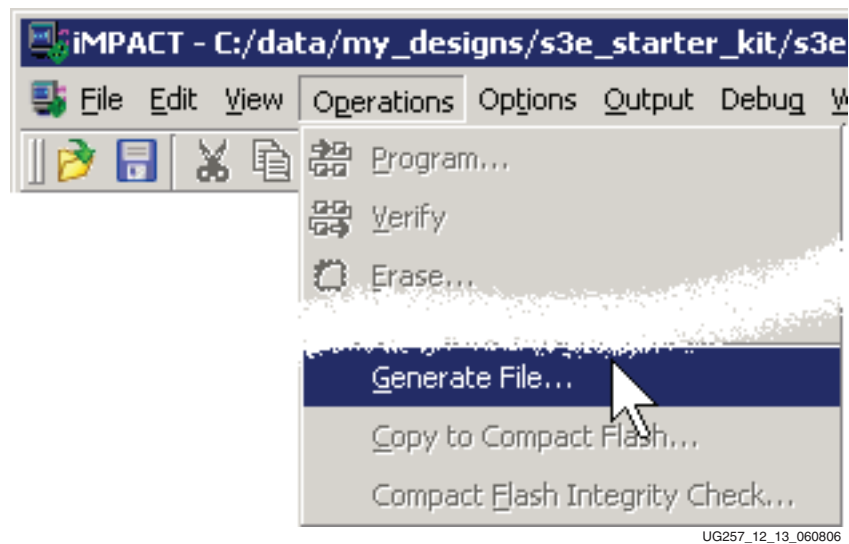 iMPACT - C:/data/my_designs/s3e_starter_kit/s3e
File Edit View Operations Options Output Debug
Program...
Verify
Erase...
Generate File...
Copy to Compact Flash...
Compact Flash Integrity Check...
UG257_12_13_060806